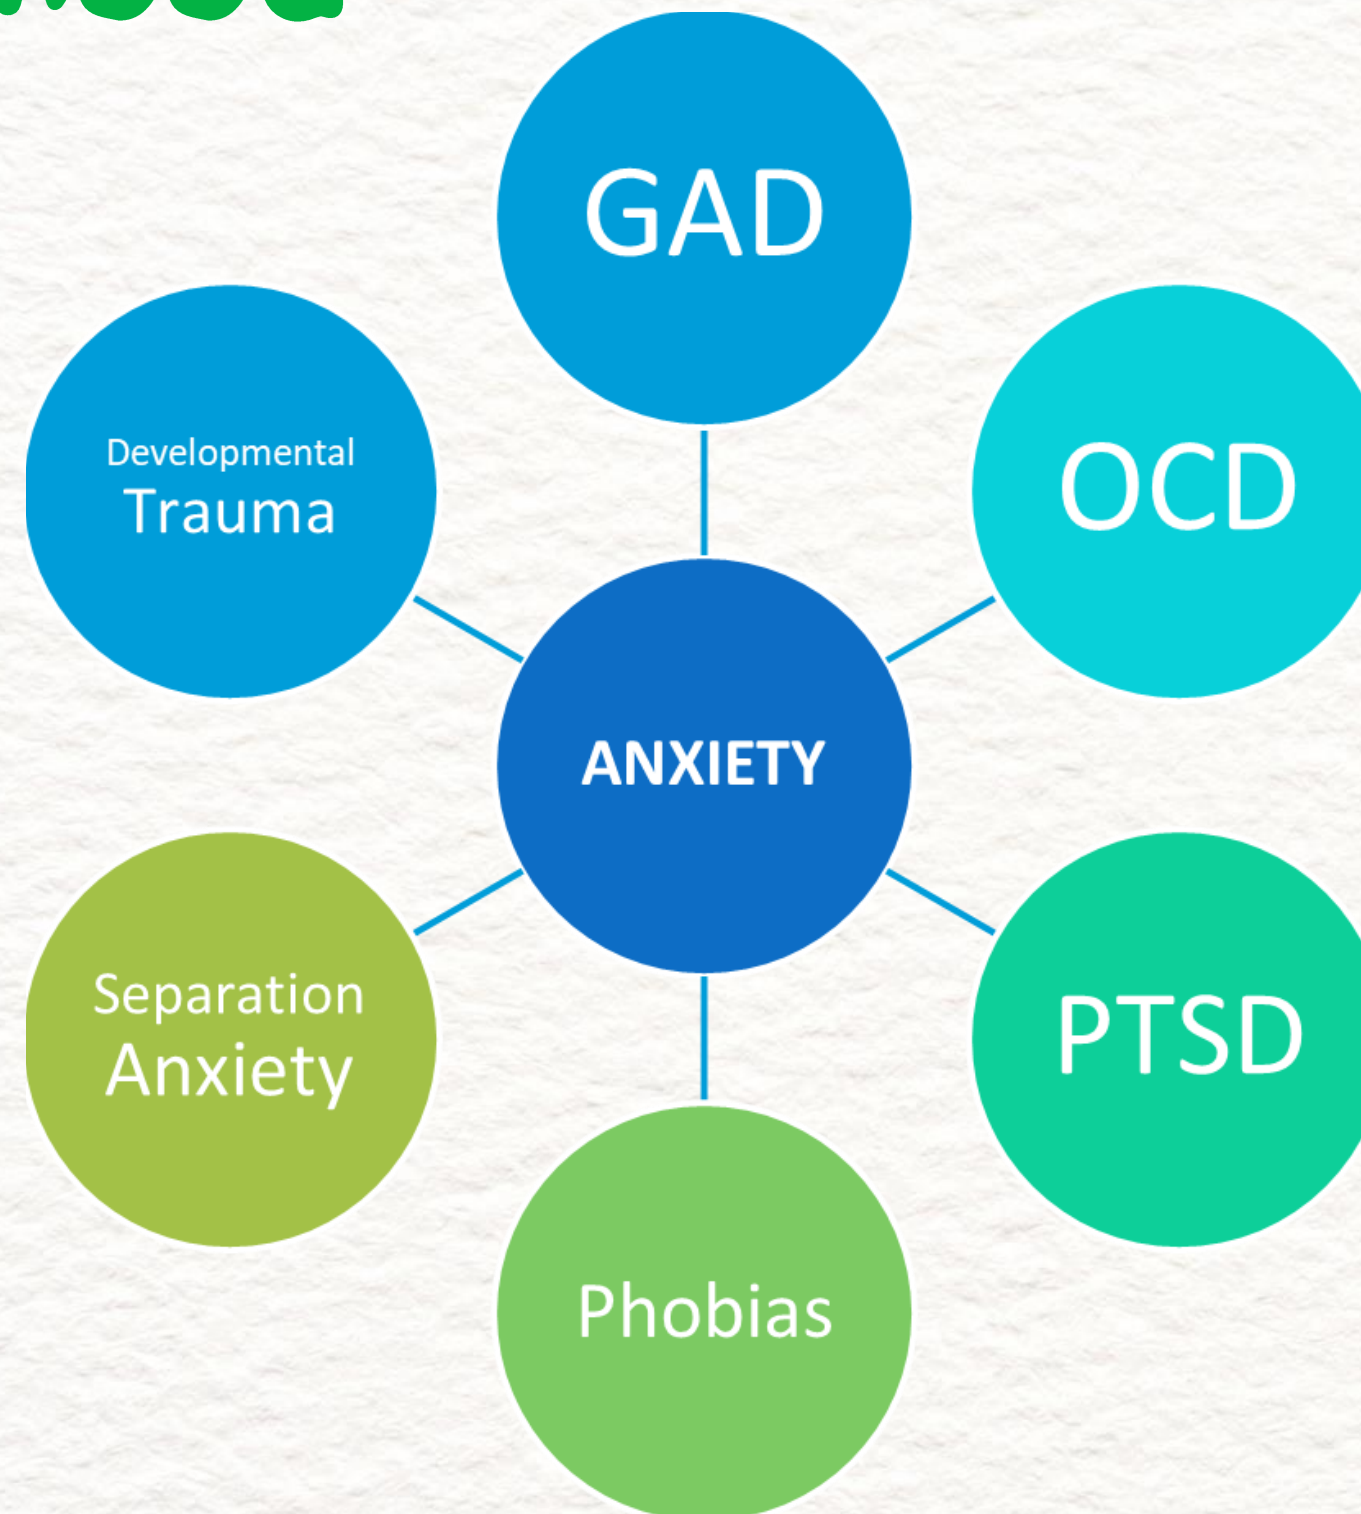 GAD
OCD
PTSD
Phobias
Separation
Anxiety
Developmental
Trauma
ANXIETY